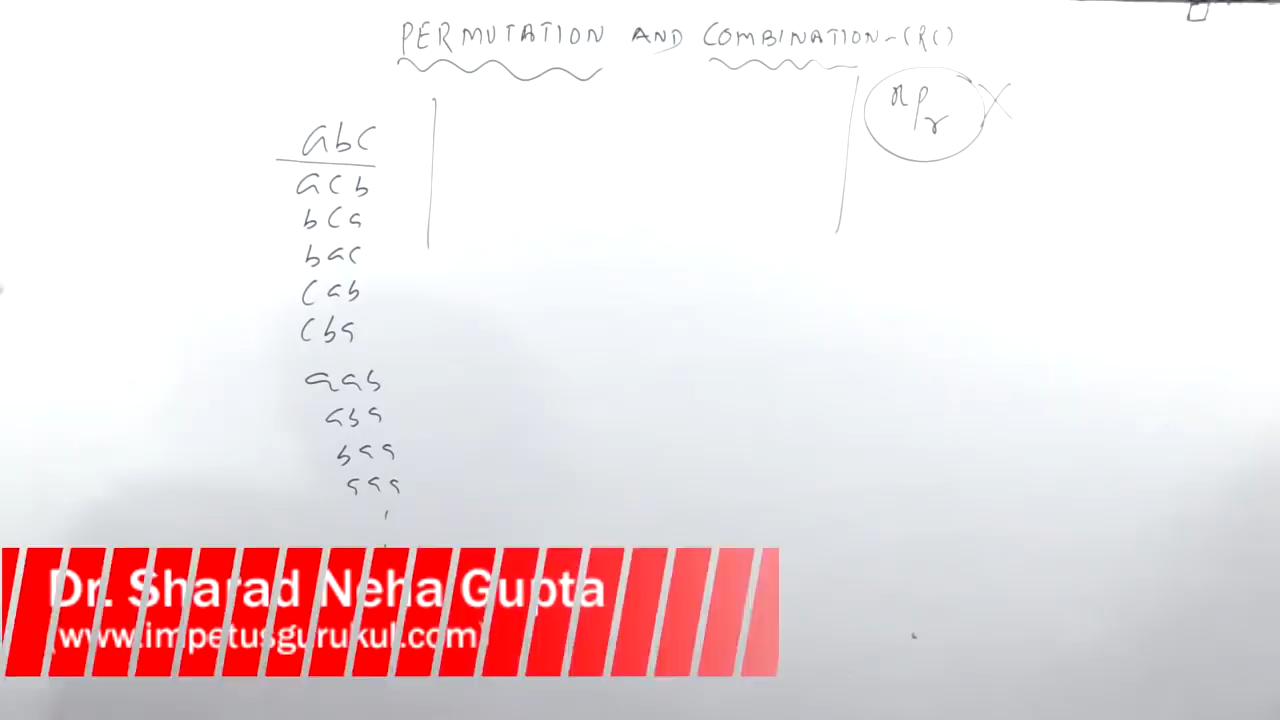 PERMUTATION AND COMBINATION-(RC)
nPr
abc
acb
bca
bac
cab
cba
aab
aba
baa
aaa
Dr. Sharad Neha Gupta
(www.impetusgurukul.com)